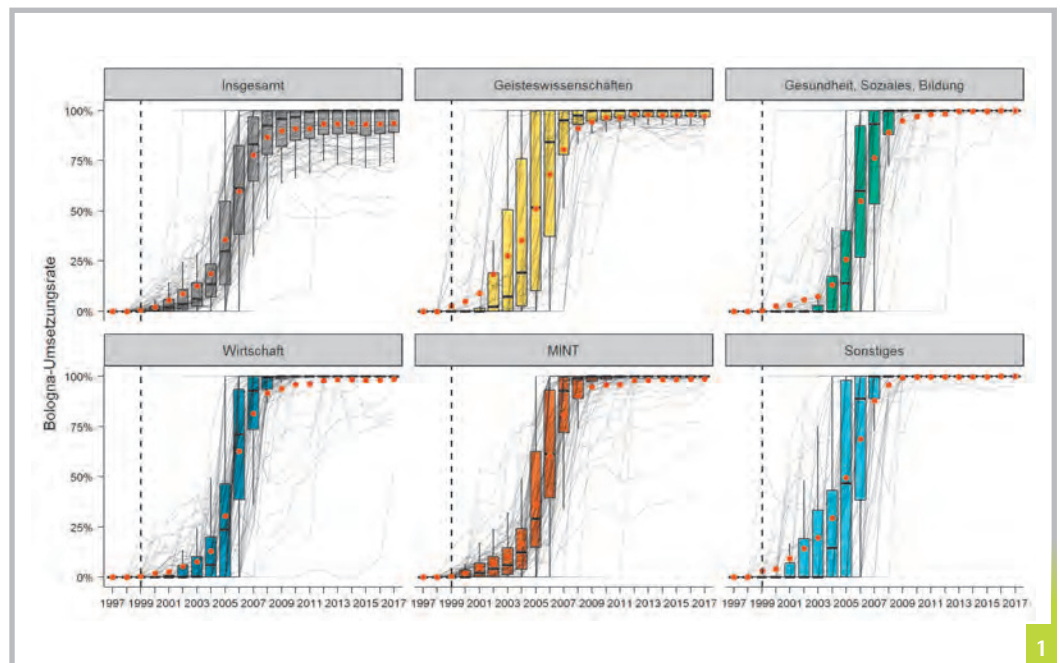 Insgesamt
Geisteswissenschaften
Gesundheit, Soziales, Bildung
Bologna-Umsetzungsrate
100%
75%
50%
25%
0%
Wirtschaft
MINT
Sonstiges
100%
75%
50%
25%
0%
1997 1999 2001 2003 2005 2007 2009 2011 2013 2015 2017
1997 1999 2001 2003 2005 2007 2009 2011 2013 2015 2017
1997 1999 2001 2003 2005 2007 2009 2011 2013 2015 2017
1